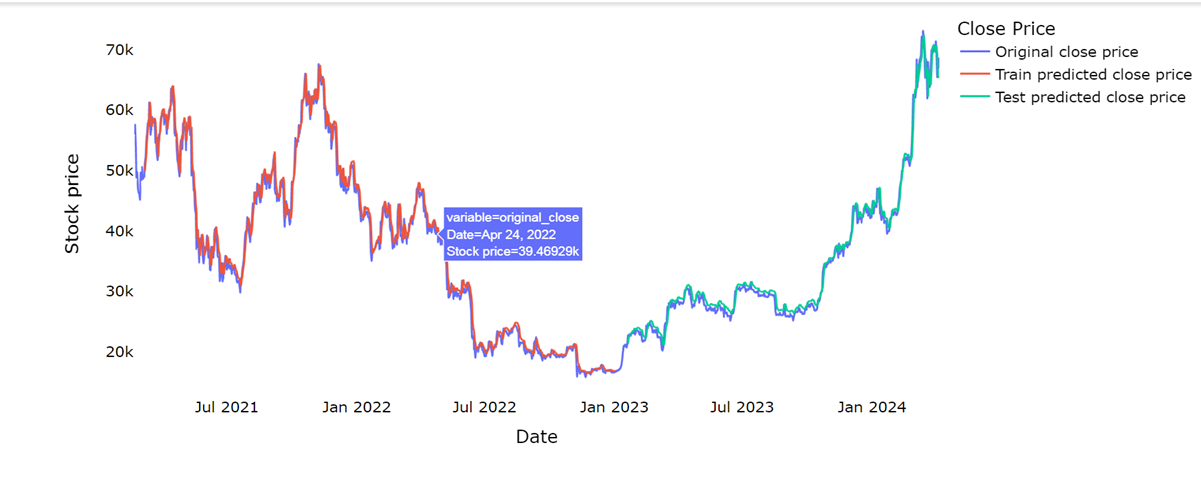 Close Price
Original close price
Train predicted close price
Test predicted close price
Stock price
70k
60k
50k
40k
30k
20k
variable=original_close
Date=Apr 24, 2022
Stock price=39.46929k
Jul 2021
Jan 2022
Jul 2022
Jan 2023
Jul 2023
Jan 2024
Date